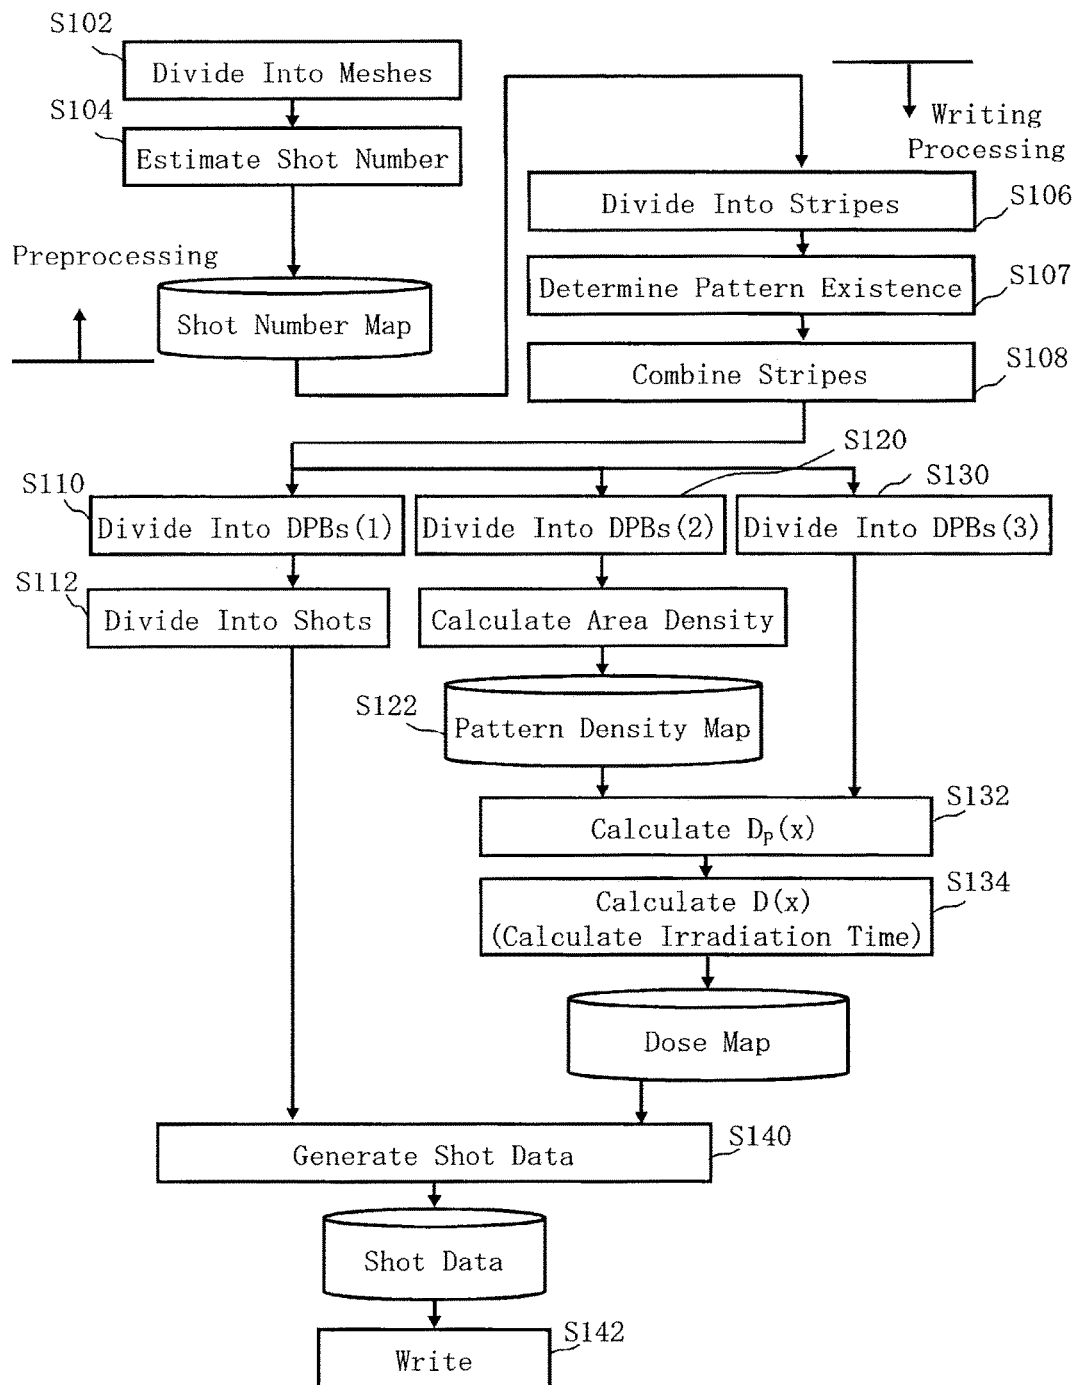 S102
Divide Into Meshes
S104
Estimate Shot Number
Preprocessing
Shot Number Map
Writing
Processing
Divide Into Stripes
S106
Determine Pattern Existence
S107
Combine Stripes
S108
S110
Divide Into DPBs(1)
S120
Divide Into DPBs(2)
S130
Divide Into DPBs(3)
S112
Divide Into Shots
Calculate Area Density
S122
Pattern Density Map
Calculate Dₚ(x)
S132
Calculate D(x)
(Calculate Irradiation Time)
S134
Dose Map
Generate Shot Data
S140
Shot Data
Write
S142